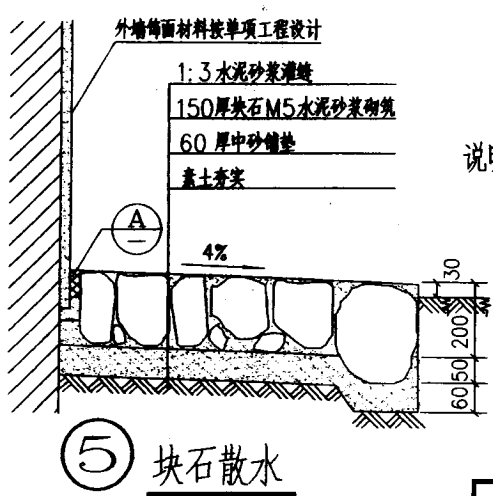 外墙饰面材料按单项工程设计
1:3水泥砂浆灌缝
150厚块石M5水泥砂浆砌筑
60厚中砂铺垫
素土夯实
说明
A
4%
30
200
50
60
5 块石散水